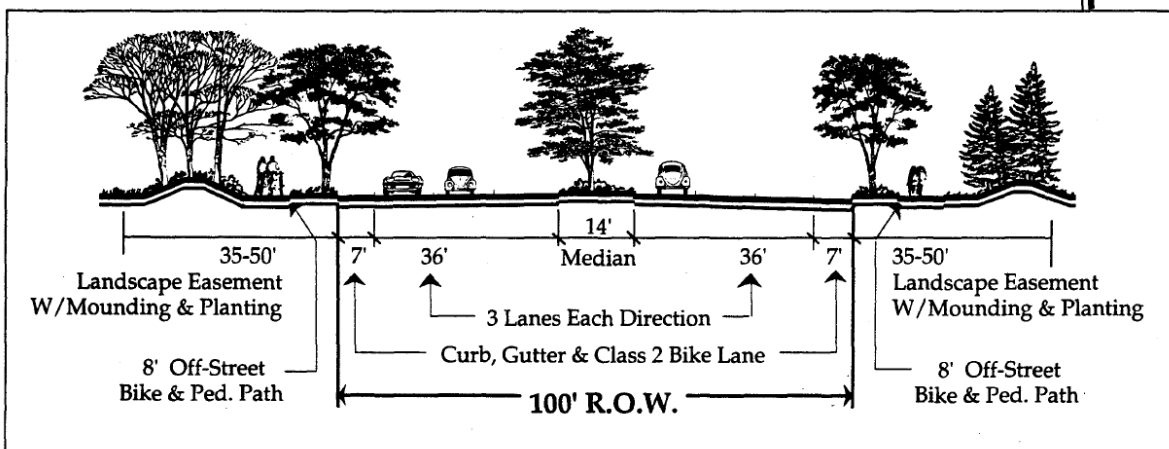 14'
35-50'
7'
36'
Median
36'
7'
35-50'
Landscape Easement
W/Mounding & Planting
Landscape Easement
W/Mounding & Planting
3 Lanes Each Direction
Curb, Gutter & Class 2 Bike Lane
8' Off-Street
Bike & Ped. Path
8' Off-Street
Bike & Ped. Path
100' R.O.W.